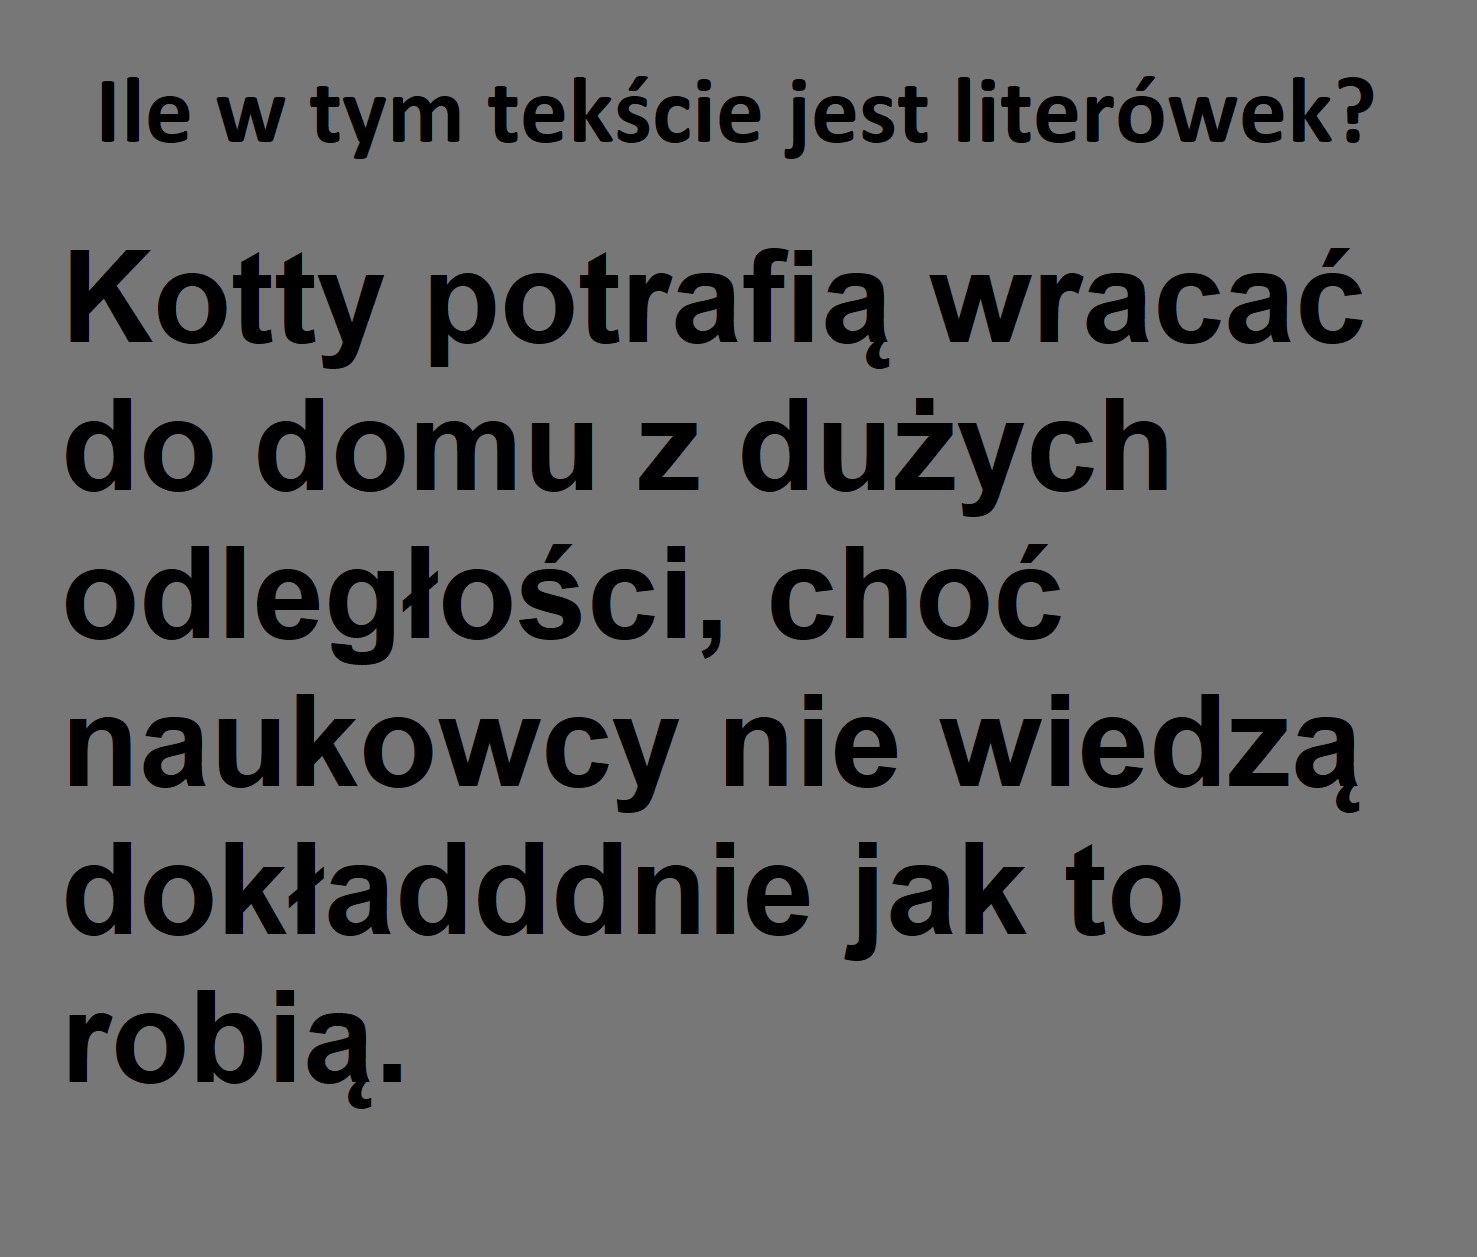 Ile w tym tekście jest literówek?
Kotty potrafią wracać
do domu z dużych
odległości, choć
naukowcy nie wiedzą
dokładddnie jak to
robią.